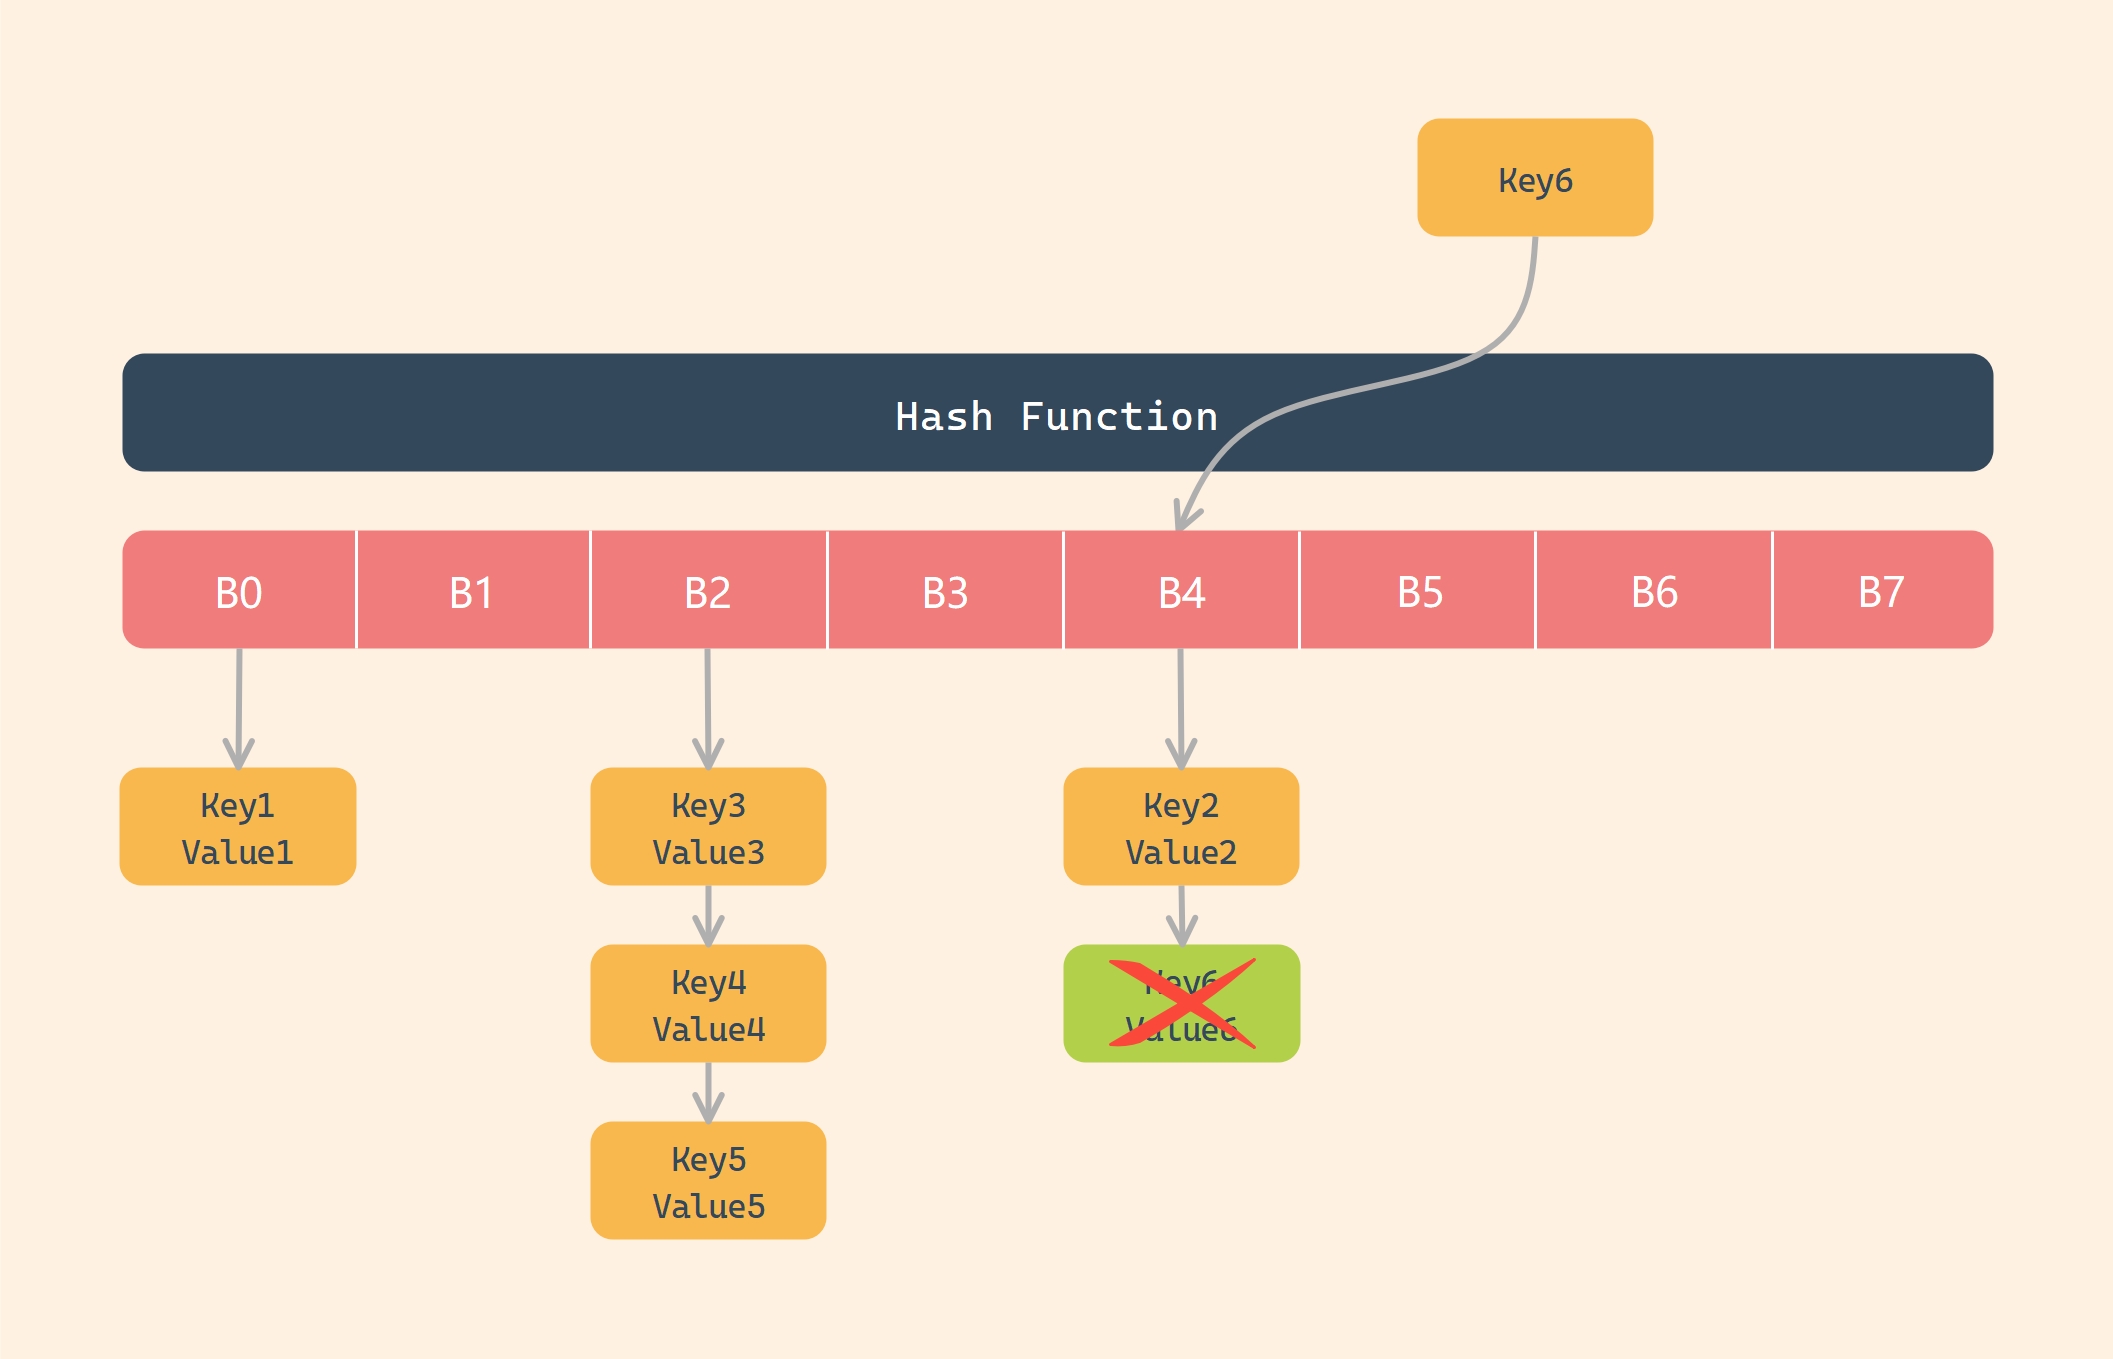 Key6
Hash Function
B0 B1 B2 B3 B4 B5 B6 B7
Key1
Value1
Key3
Value3
Key2
Value2
Key4
Value4
Key6
Value6
Key5
Value5